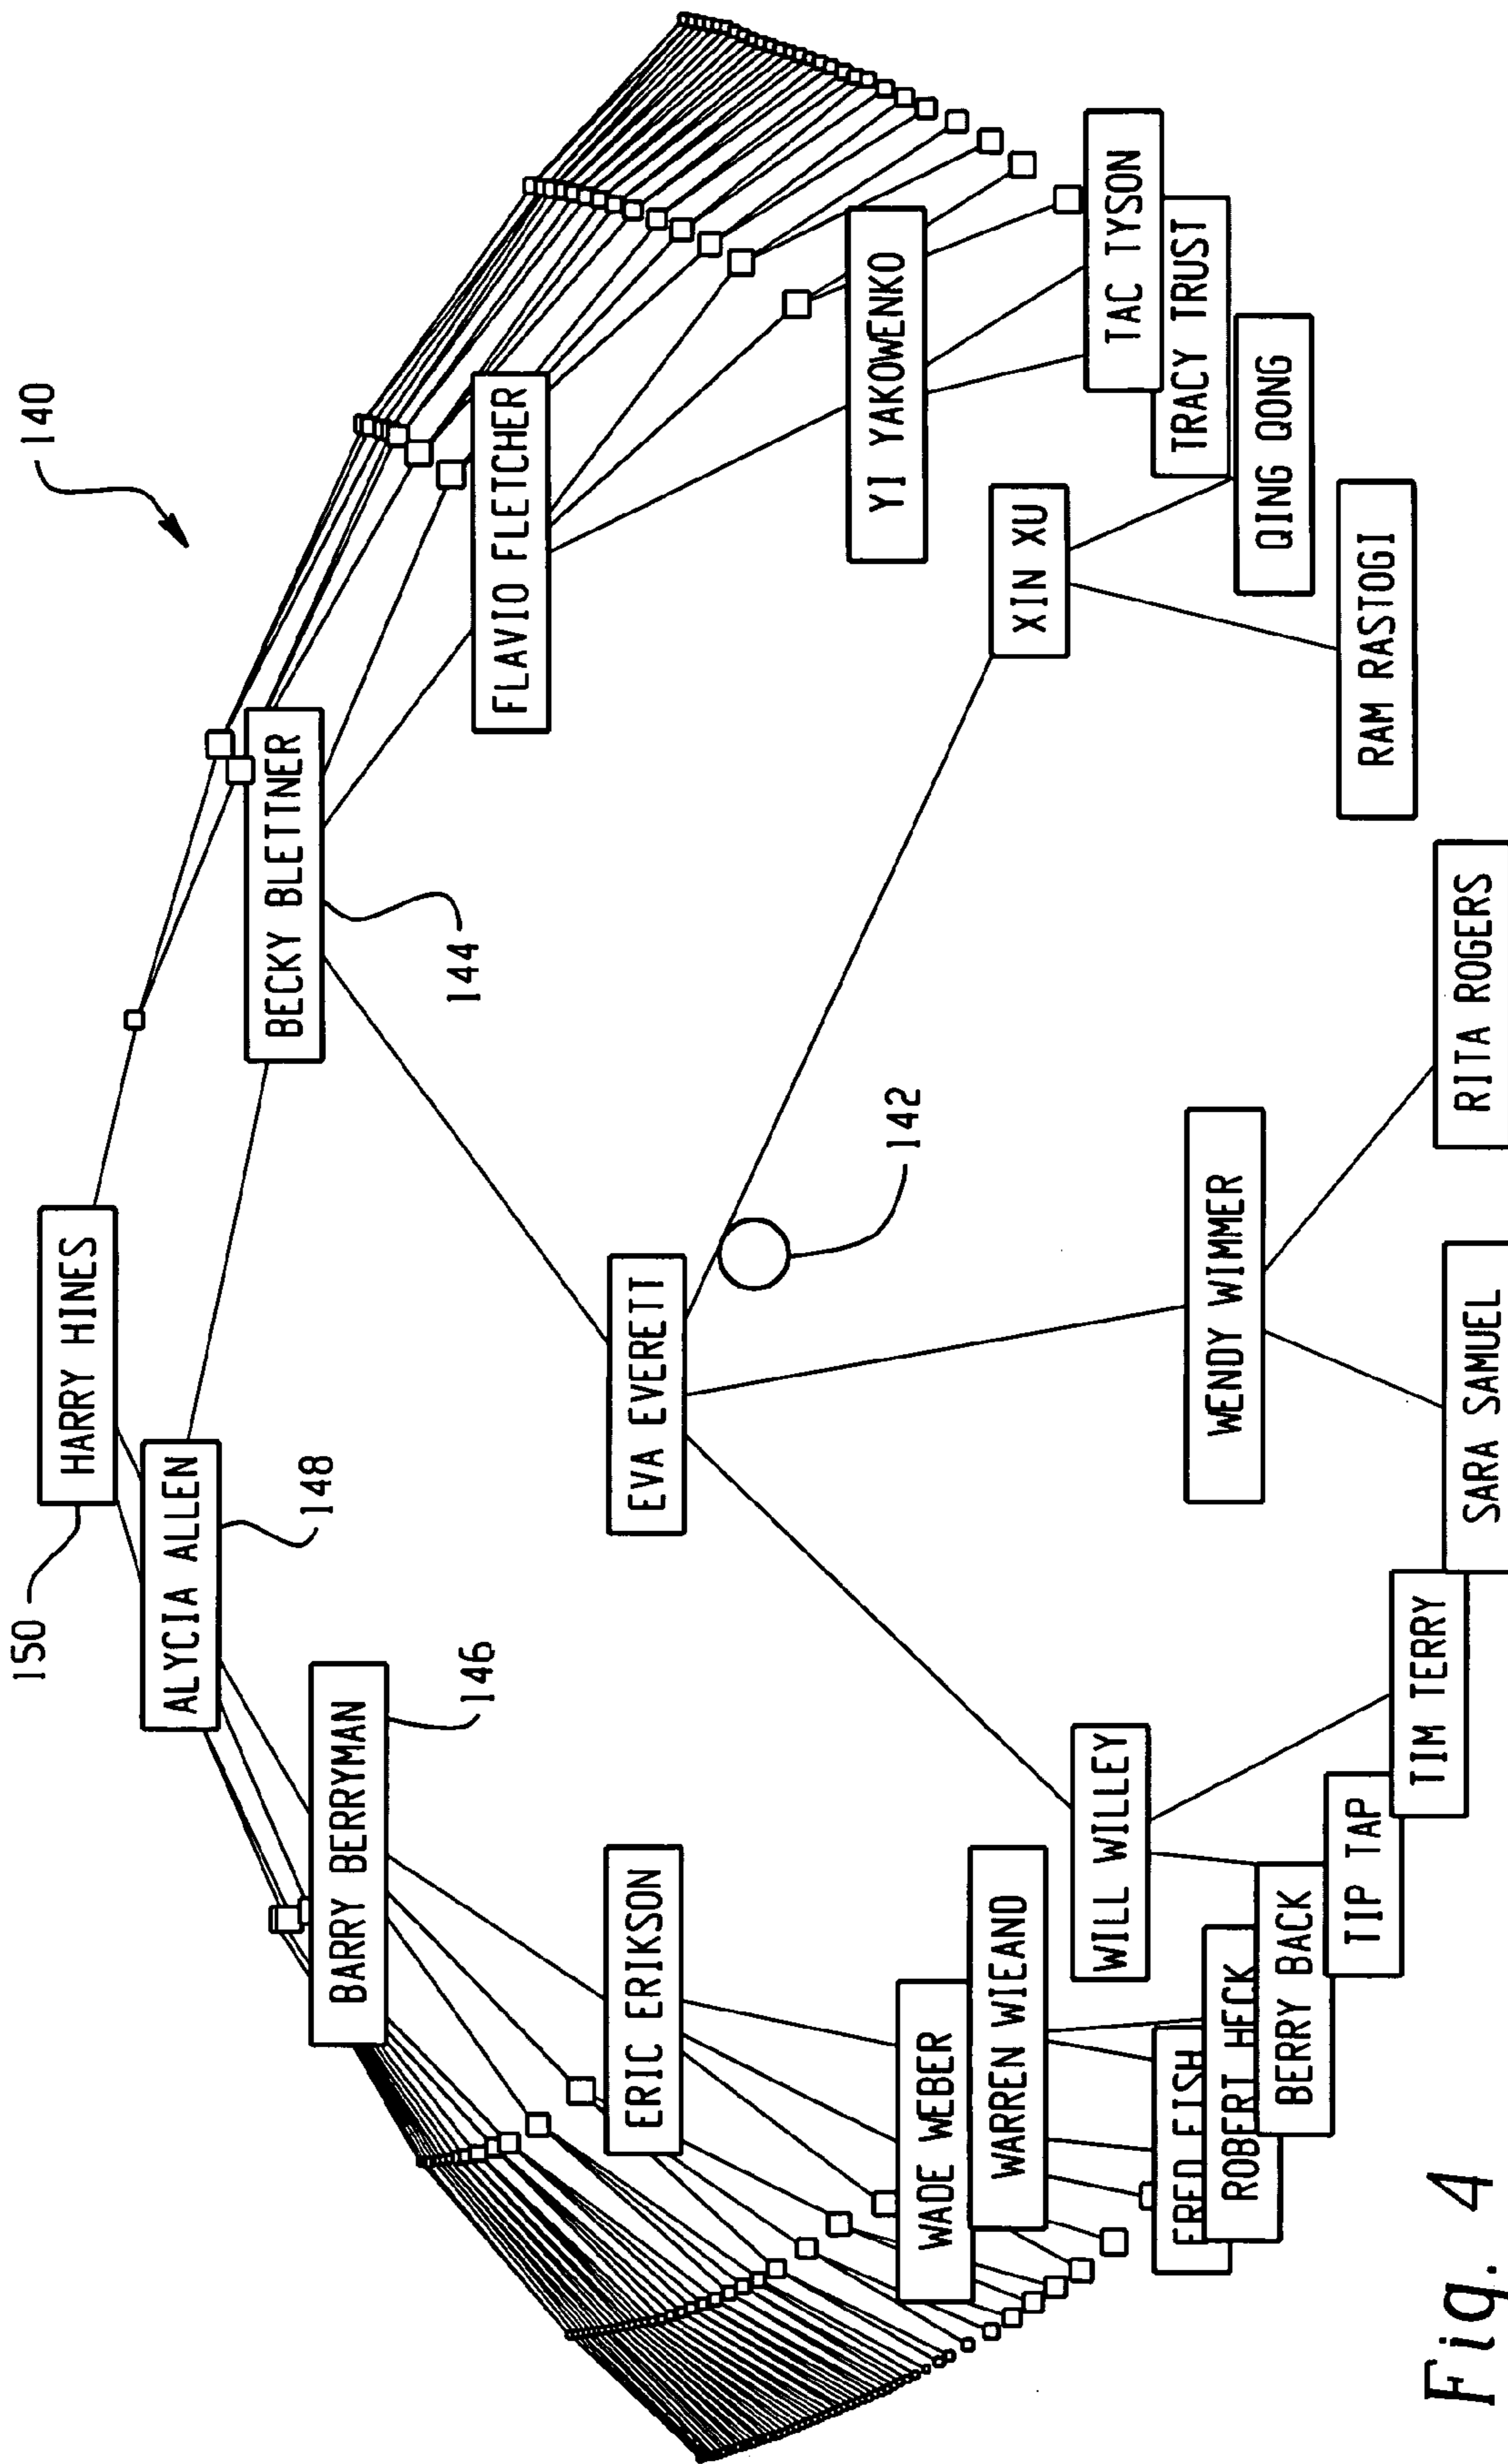 150
140
HARRY HINES
ALYCIA ALLEN
BECKY BLETTNER
148
BARRY BERRYMAN
144
146
FLAVIO FLETCHER
ERIC ERIKSON
EVA EVERETT
YI YAKOWENKO
142
WADE WEBER
WARREN WIEAND
XIN XU
WILL WILLEY
TAC TYSON
FRED FISH
TRACY TRUST
WENDY WIMMER
ROBERT HECK
QING QONG
BERRY BACK
TIP TAP
RAM RASTOGI
TIM TERRY
RITA ROGERS
SARA SAMUEL
Fig. 4